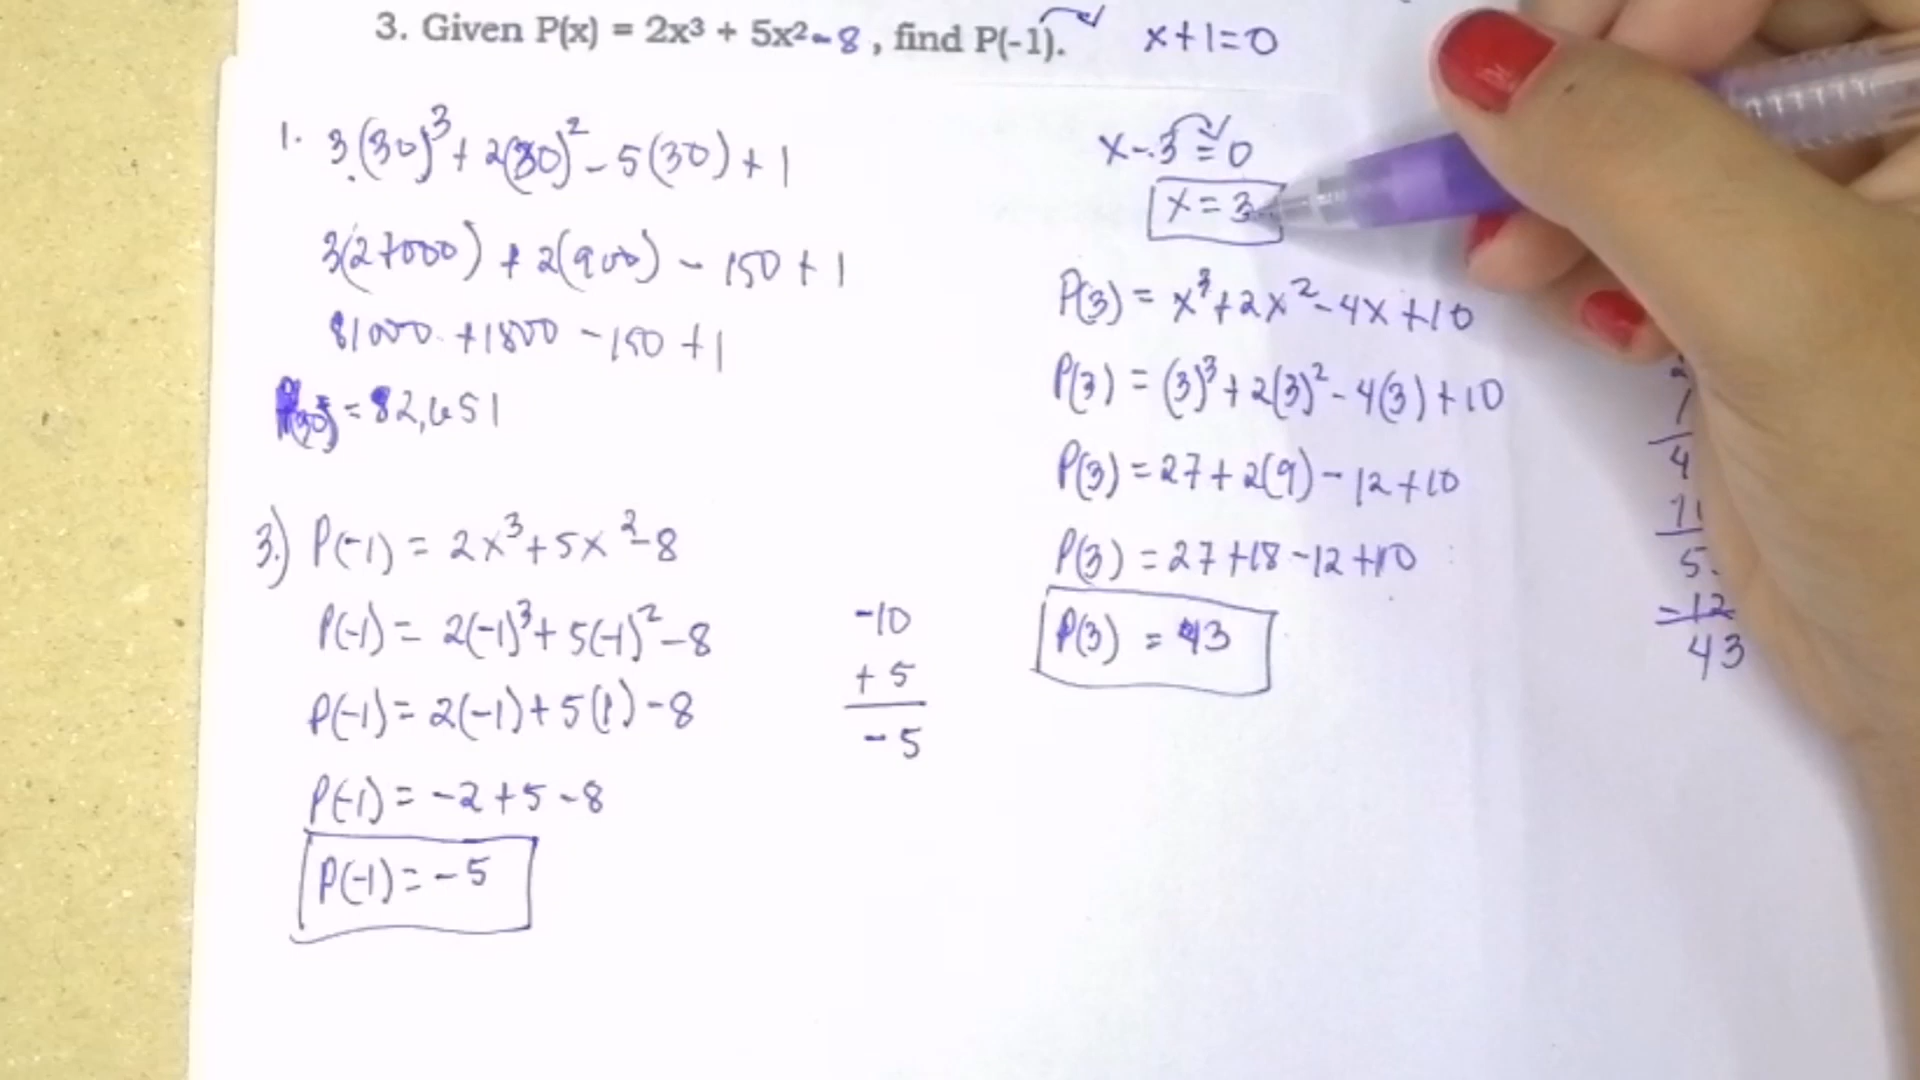 3. Given P(x) = 2x³ + 5x² - 8, find P(-1). x+1=0
1. 3(30)³ + 2(30)² - 5(30) + 1
3(27000) + 2(900) - 150 + 1
81000 + 1800 - 150 + 1
P(30) = 82,651
3.) P(-1) = 2x³ + 5x² - 8
P(-1) = 2(-1)³ + 5(-1)² - 8
P(-1) = 2(-1) + 5(1) - 8
P(-1) = -2 + 5 - 8
P(-1) = -5
-10
+ 5
- 5
x - 3 = 0
x = 3
P(3) = x³ + 2x² - 4x + 10
P(3) = (3)³ + 2(3)² - 4(3) + 10
P(3) = 27 + 2(9) - 12 + 10
P(3) = 27 + 18 - 12 + 10
P(3) = 43
4
5
- 12
43